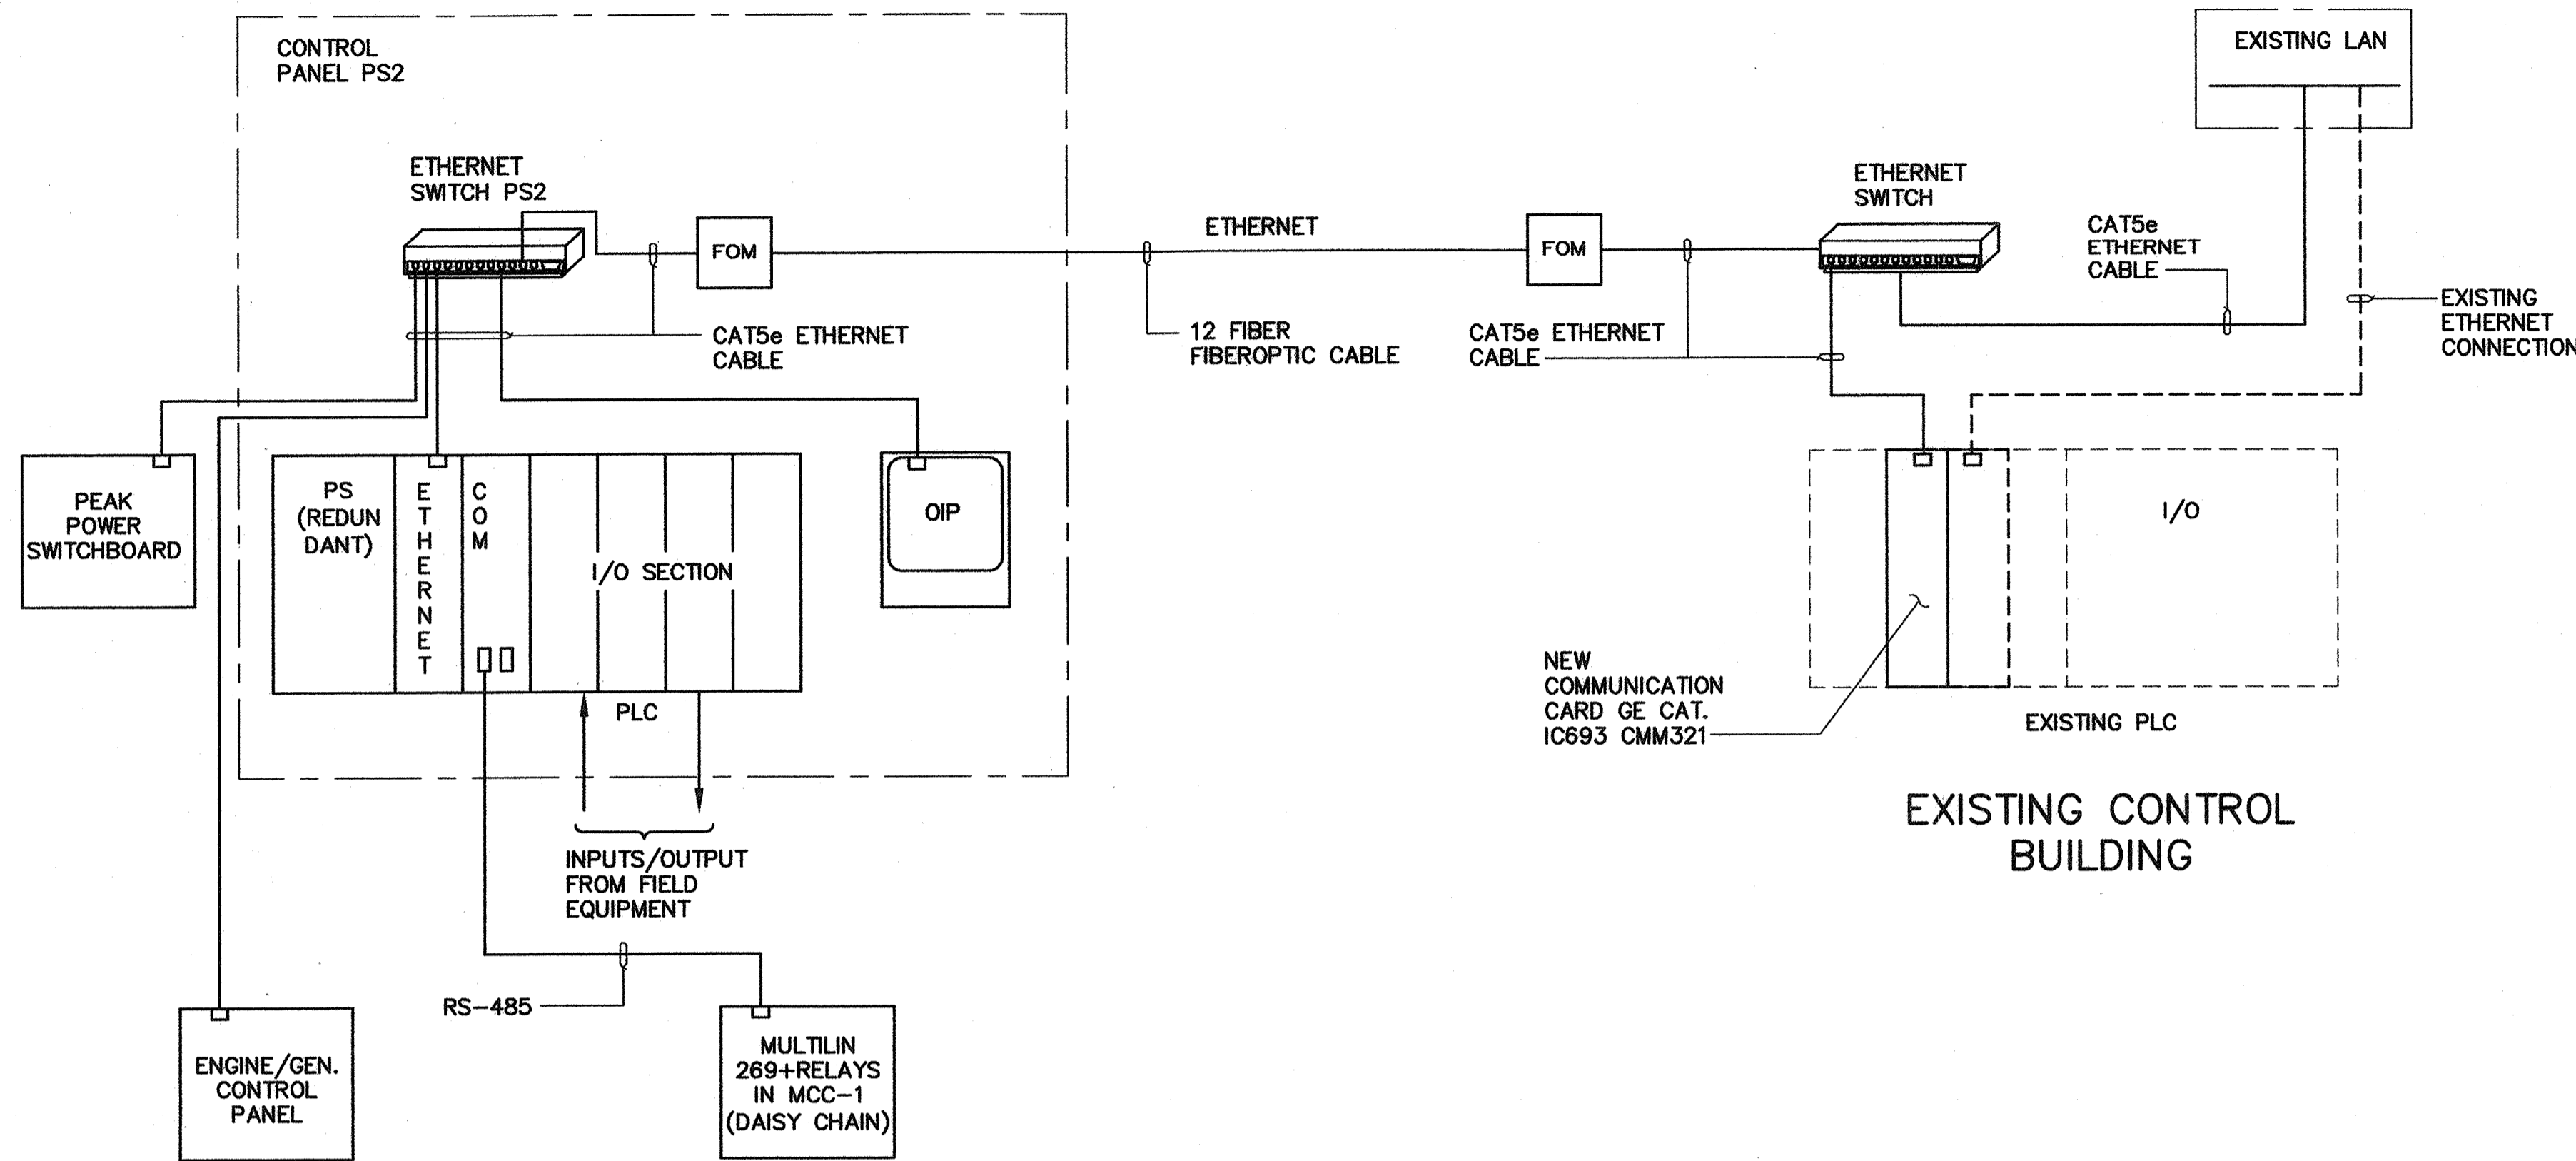 CONTROL
PANEL PS2
EXISTING LAN
ETHERNET
SWITCH PS2
FOM
ETHERNET
FOM
ETHERNET
SWITCH
CAT5e
ETHERNET
CABLE
CAT5e ETHERNET
CABLE
12 FIBER
FIBEROPTIC CABLE
CAT5e ETHERNET
CABLE
EXISTING
ETHERNET
CONNECTION
PEAK
POWER
SWITCHBOARD
PS
(REDUN
DANT)
ETHERNET
COM
I/O SECTION
OIP
I/O
PLC
NEW
COMMUNICATION
CARD GE CAT.
IC693 CMM321
EXISTING PLC
EXISTING CONTROL
BUILDING
INPUTS/OUTPUT
FROM FIELD
EQUIPMENT
RS-485
ENGINE/GEN.
CONTROL
PANEL
MULTILIN
269+RELAYS
IN MCC-1
(DAISY CHAIN)